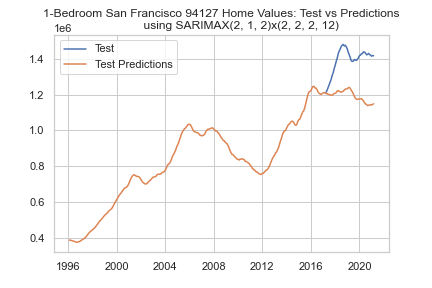 1-Bedroom San Francisco 94127 Home Values: Test vs Predictions
using SARIMAX(2, 1, 2)x(2, 2, 2, 12)
1e6
Test
Test Predictions
1.4
1.2
1.0
0.8
0.6
0.4
1996 2000 2004 2008 2012 2016 2020